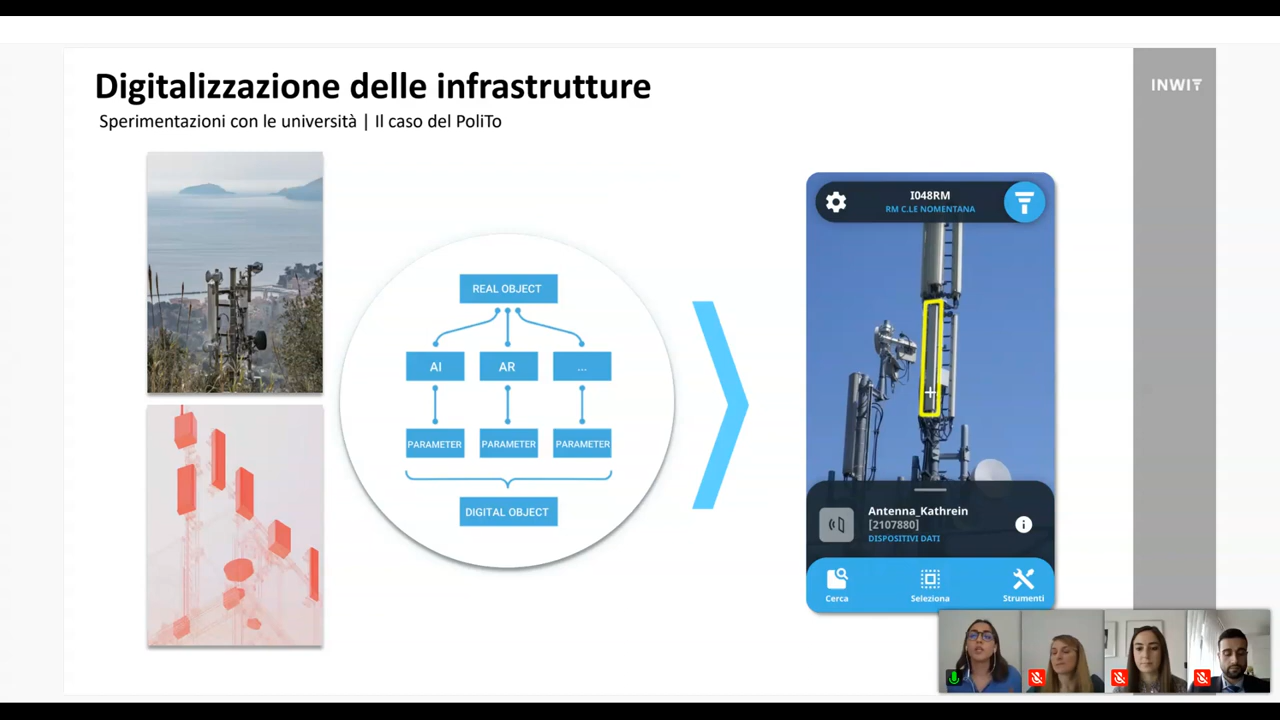 Digitalizzazione delle infrastrutture
Sperimentazioni con le università | Il caso del PoliTo
INWIT
REAL OBJECT
AI
AR
...
PARAMETER
PARAMETER
PARAMETER
DIGITAL OBJECT
I048RM
RM C.LE NOMENTANA
Antenna_Kathrein
[2107880]
DISPOSITIVI DATI
Cerca
Seleziona
Strumenti